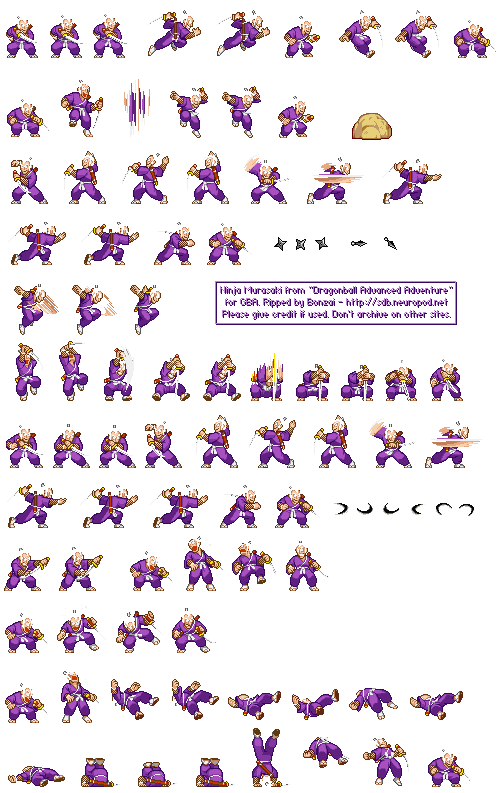 Ninja Murasaki from "Dragonball Advanced Adventure"
for GBA. Ripped by Bonzai - http://sdb.neuropod.net
Please give credit if used. Don't archive on other sites.